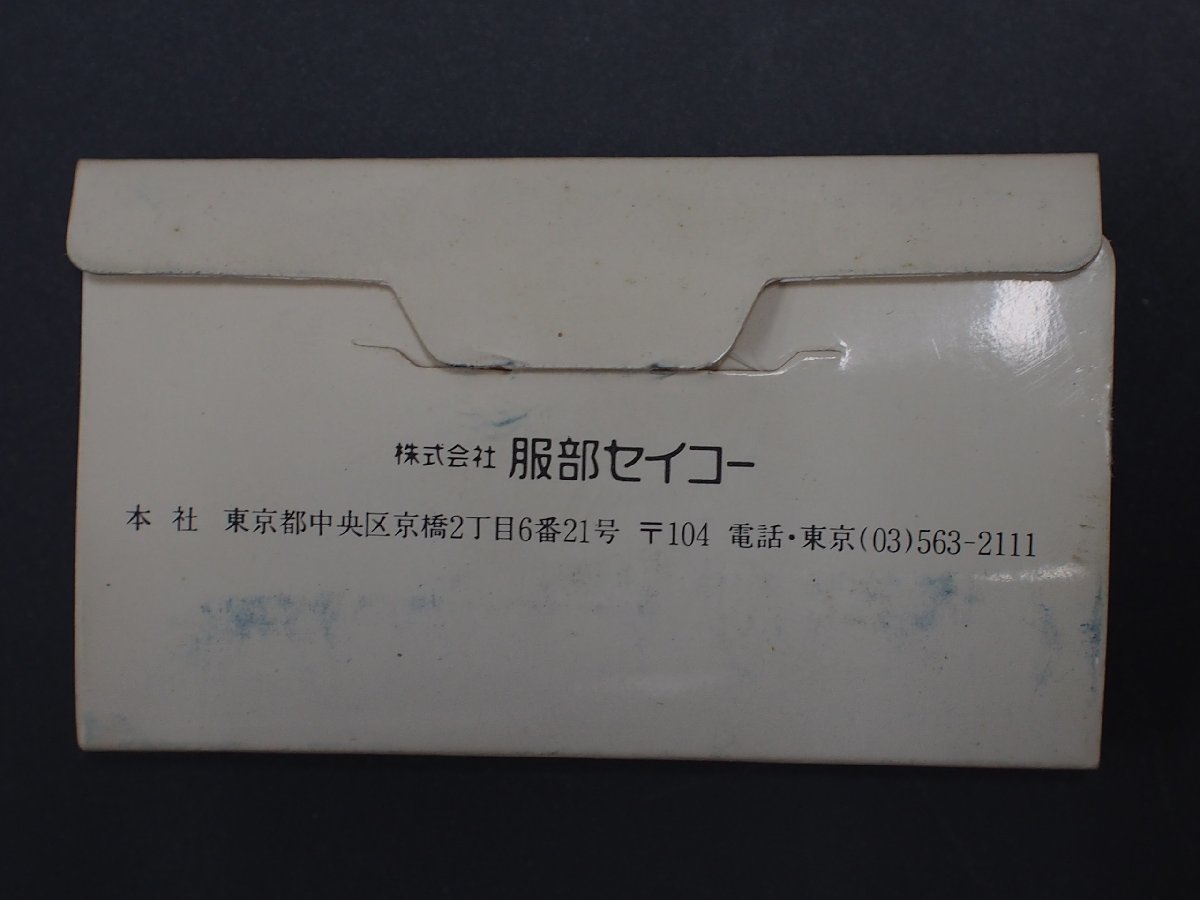 株式会社 服部セイコー
本 社 東京都中央区京橋2丁目6番21号 〒104 電話・東京(03)563-2111